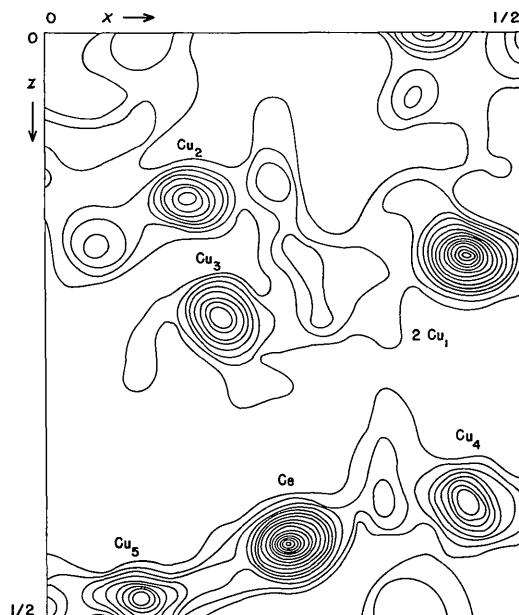 0 x → 1/2
0
z
↓
Cu₂
Cu₃
2 Cu₁
Cu₄
Ce
Cu₅
1/2